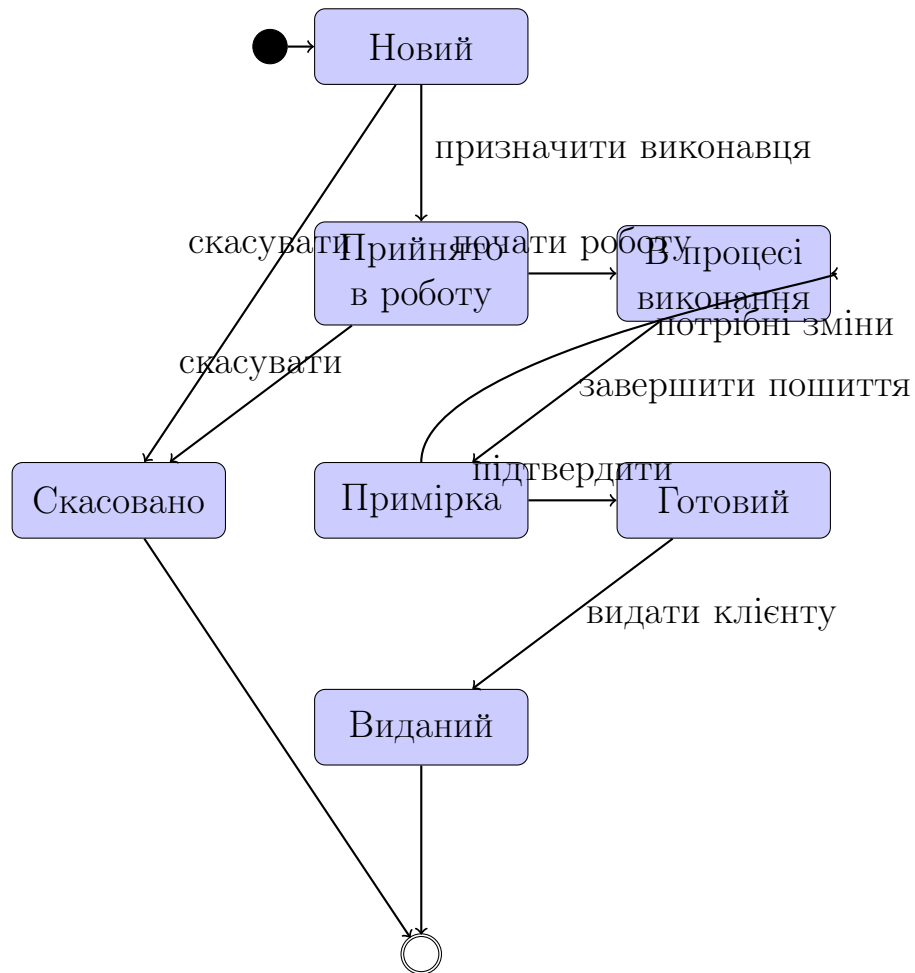 Новий
призначити виконавця
скасувати
Прийнято
в роботу
почати роботу
В процесі
виконання
потрібні зміни
скасувати
завершити пошиття
Скасовано
Примірка
підтвердити
Готовий
видати клієнту
Виданий